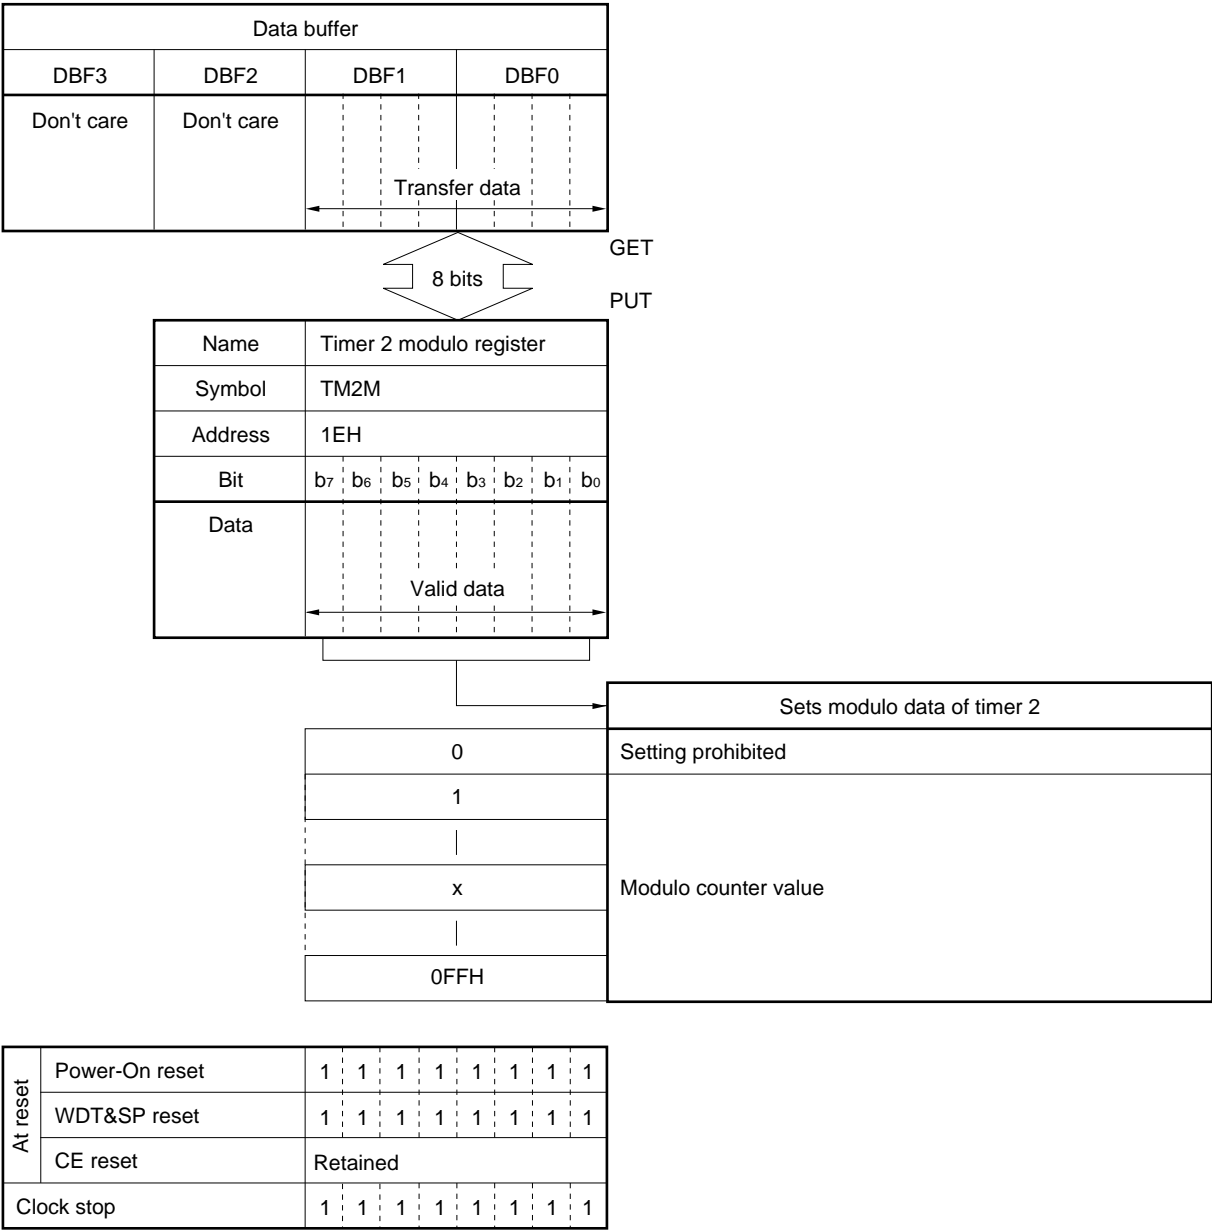 Data buffer
DBF3 DBF2 DBF1 DBF0
Don't care Don't care
Transfer data
GET
8 bits
PUT
Name Timer 2 modulo register
Symbol TM2M
Address 1EH
Bit b7 b6 b5 b4 b3 b2 b1 b0
Data
Valid data
Sets modulo data of timer 2
0 Setting prohibited
1
x Modulo counter value
0FFH
At reset
Power-On reset 1 1 1 1 1 1 1 1
WDT&SP reset 1 1 1 1 1 1 1 1
CE reset Retained
Clock stop 1 1 1 1 1 1 1 1